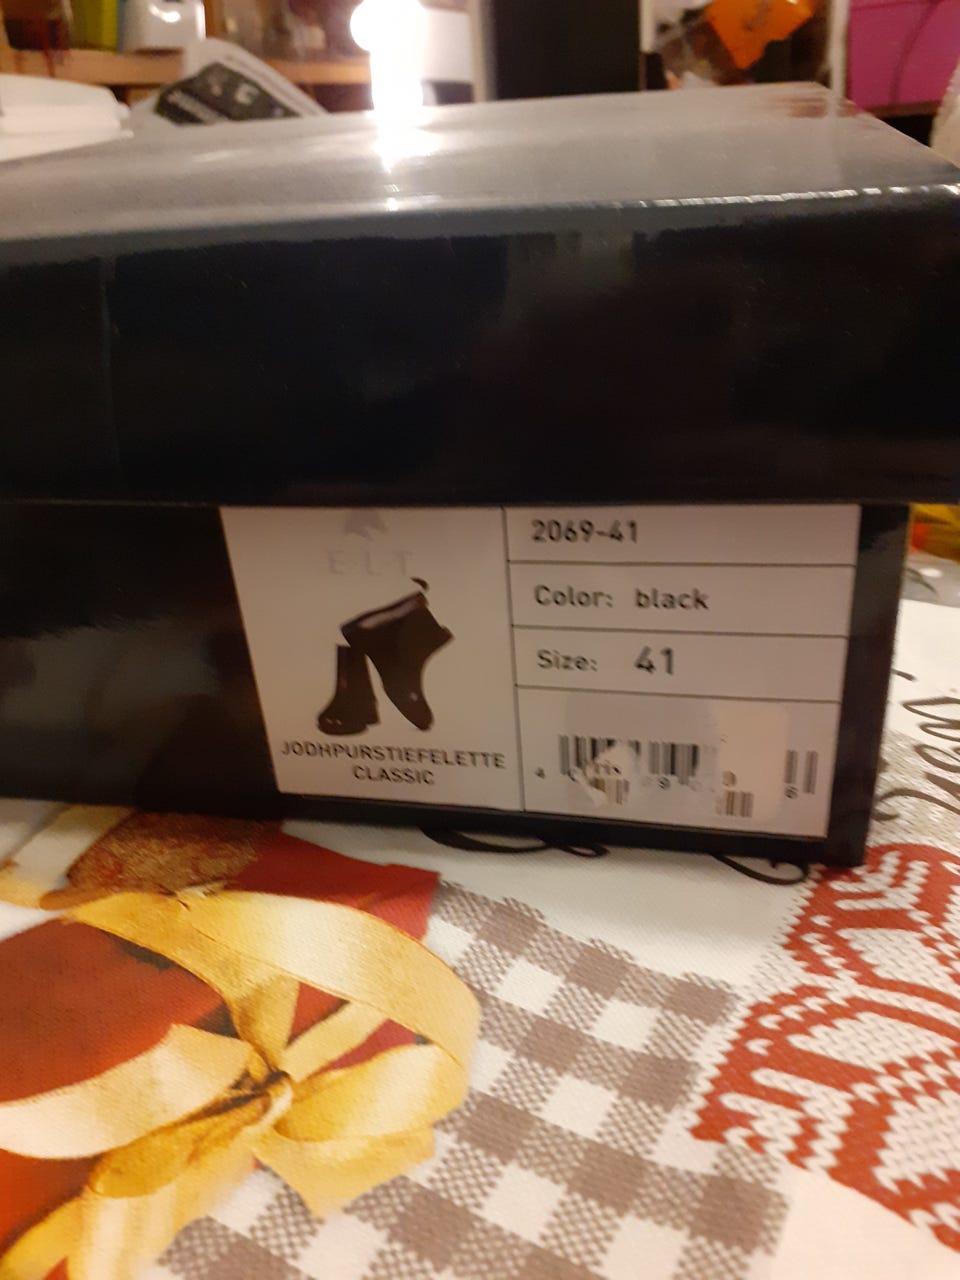 ELT
JODHPURSTIEFELETTE
CLASSIC
2069-41
Color: black
Size: 41